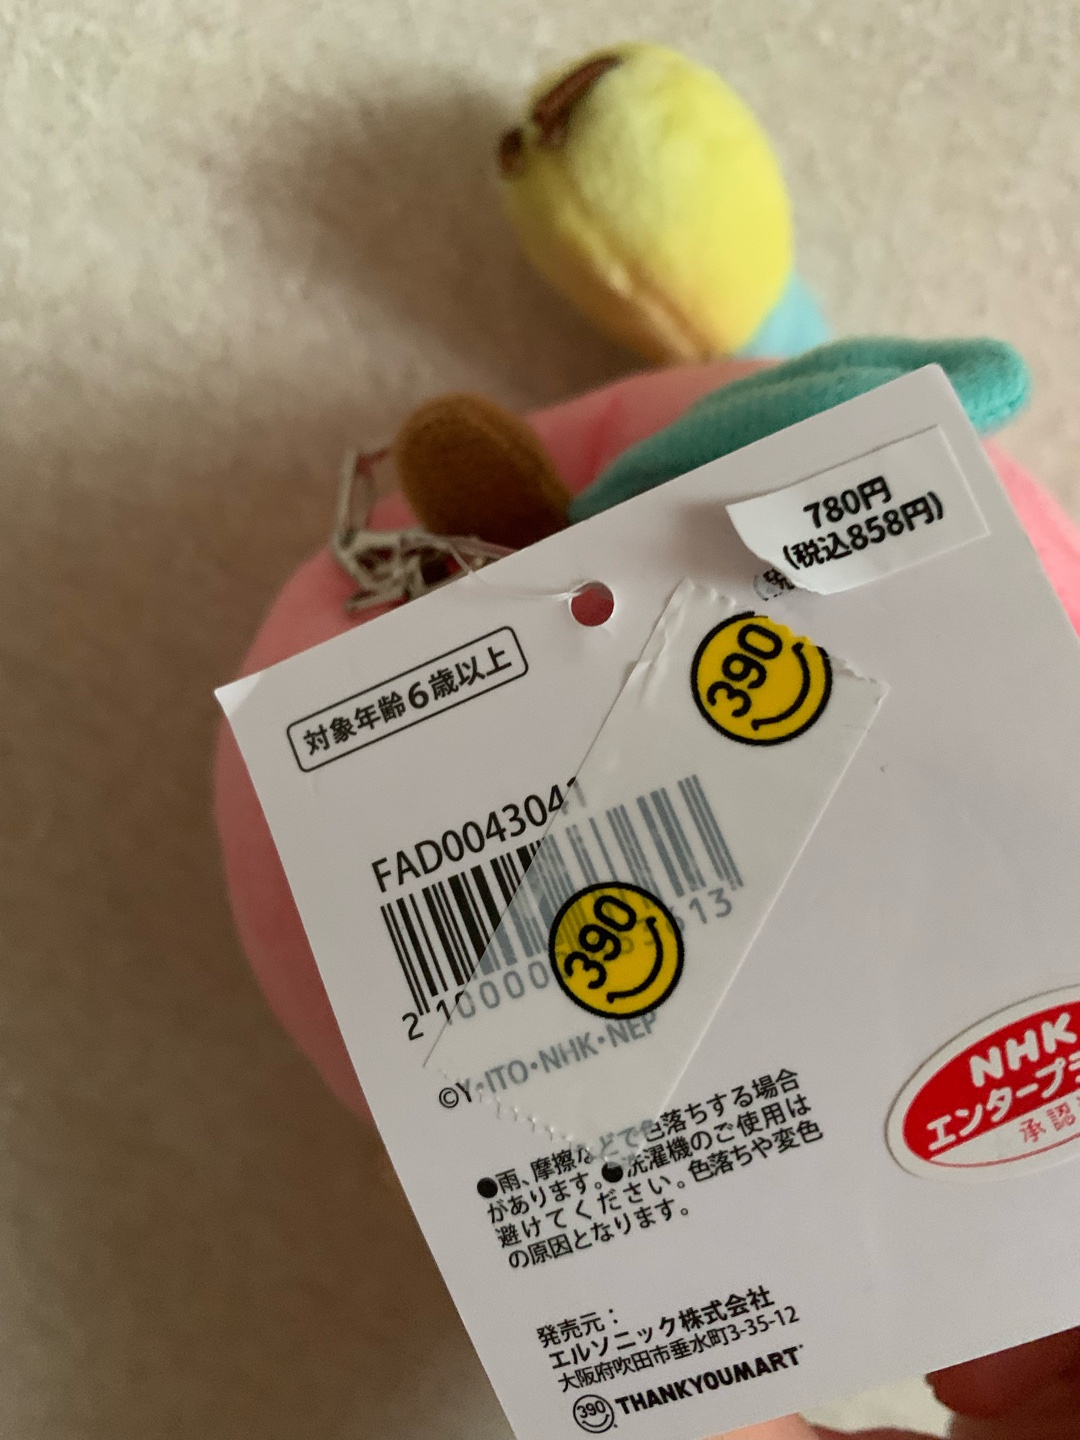 780円
(税込858円)
390
対象年齢6歳以上
FAD0043041
390
©Y・ITO・NHK・NEP
●雨、摩擦などで色落ちする場合
があります。●洗濯機のご使用は
避けてください。色落ちや変色
の原因となります。
NHK
エンタープラ
承認
発売元：
エルソニック株式会社
大阪府吹田市垂水町3-35-12
390 THANKYOUMART